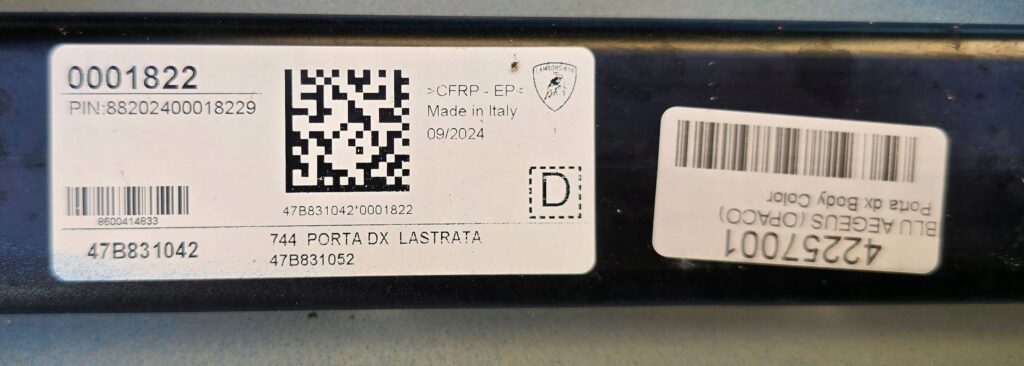 0001822
PIN:88202400018229
8600414833
47B831042
47B831042*0001822
744 PORTA DX LASTRATA
47B831052
>CFRP - EP<
Made in Italy
09/2024
LAMBORGHINI
D
42257001
BLU AEGEUS (OPACO)
Porta dx Body Color